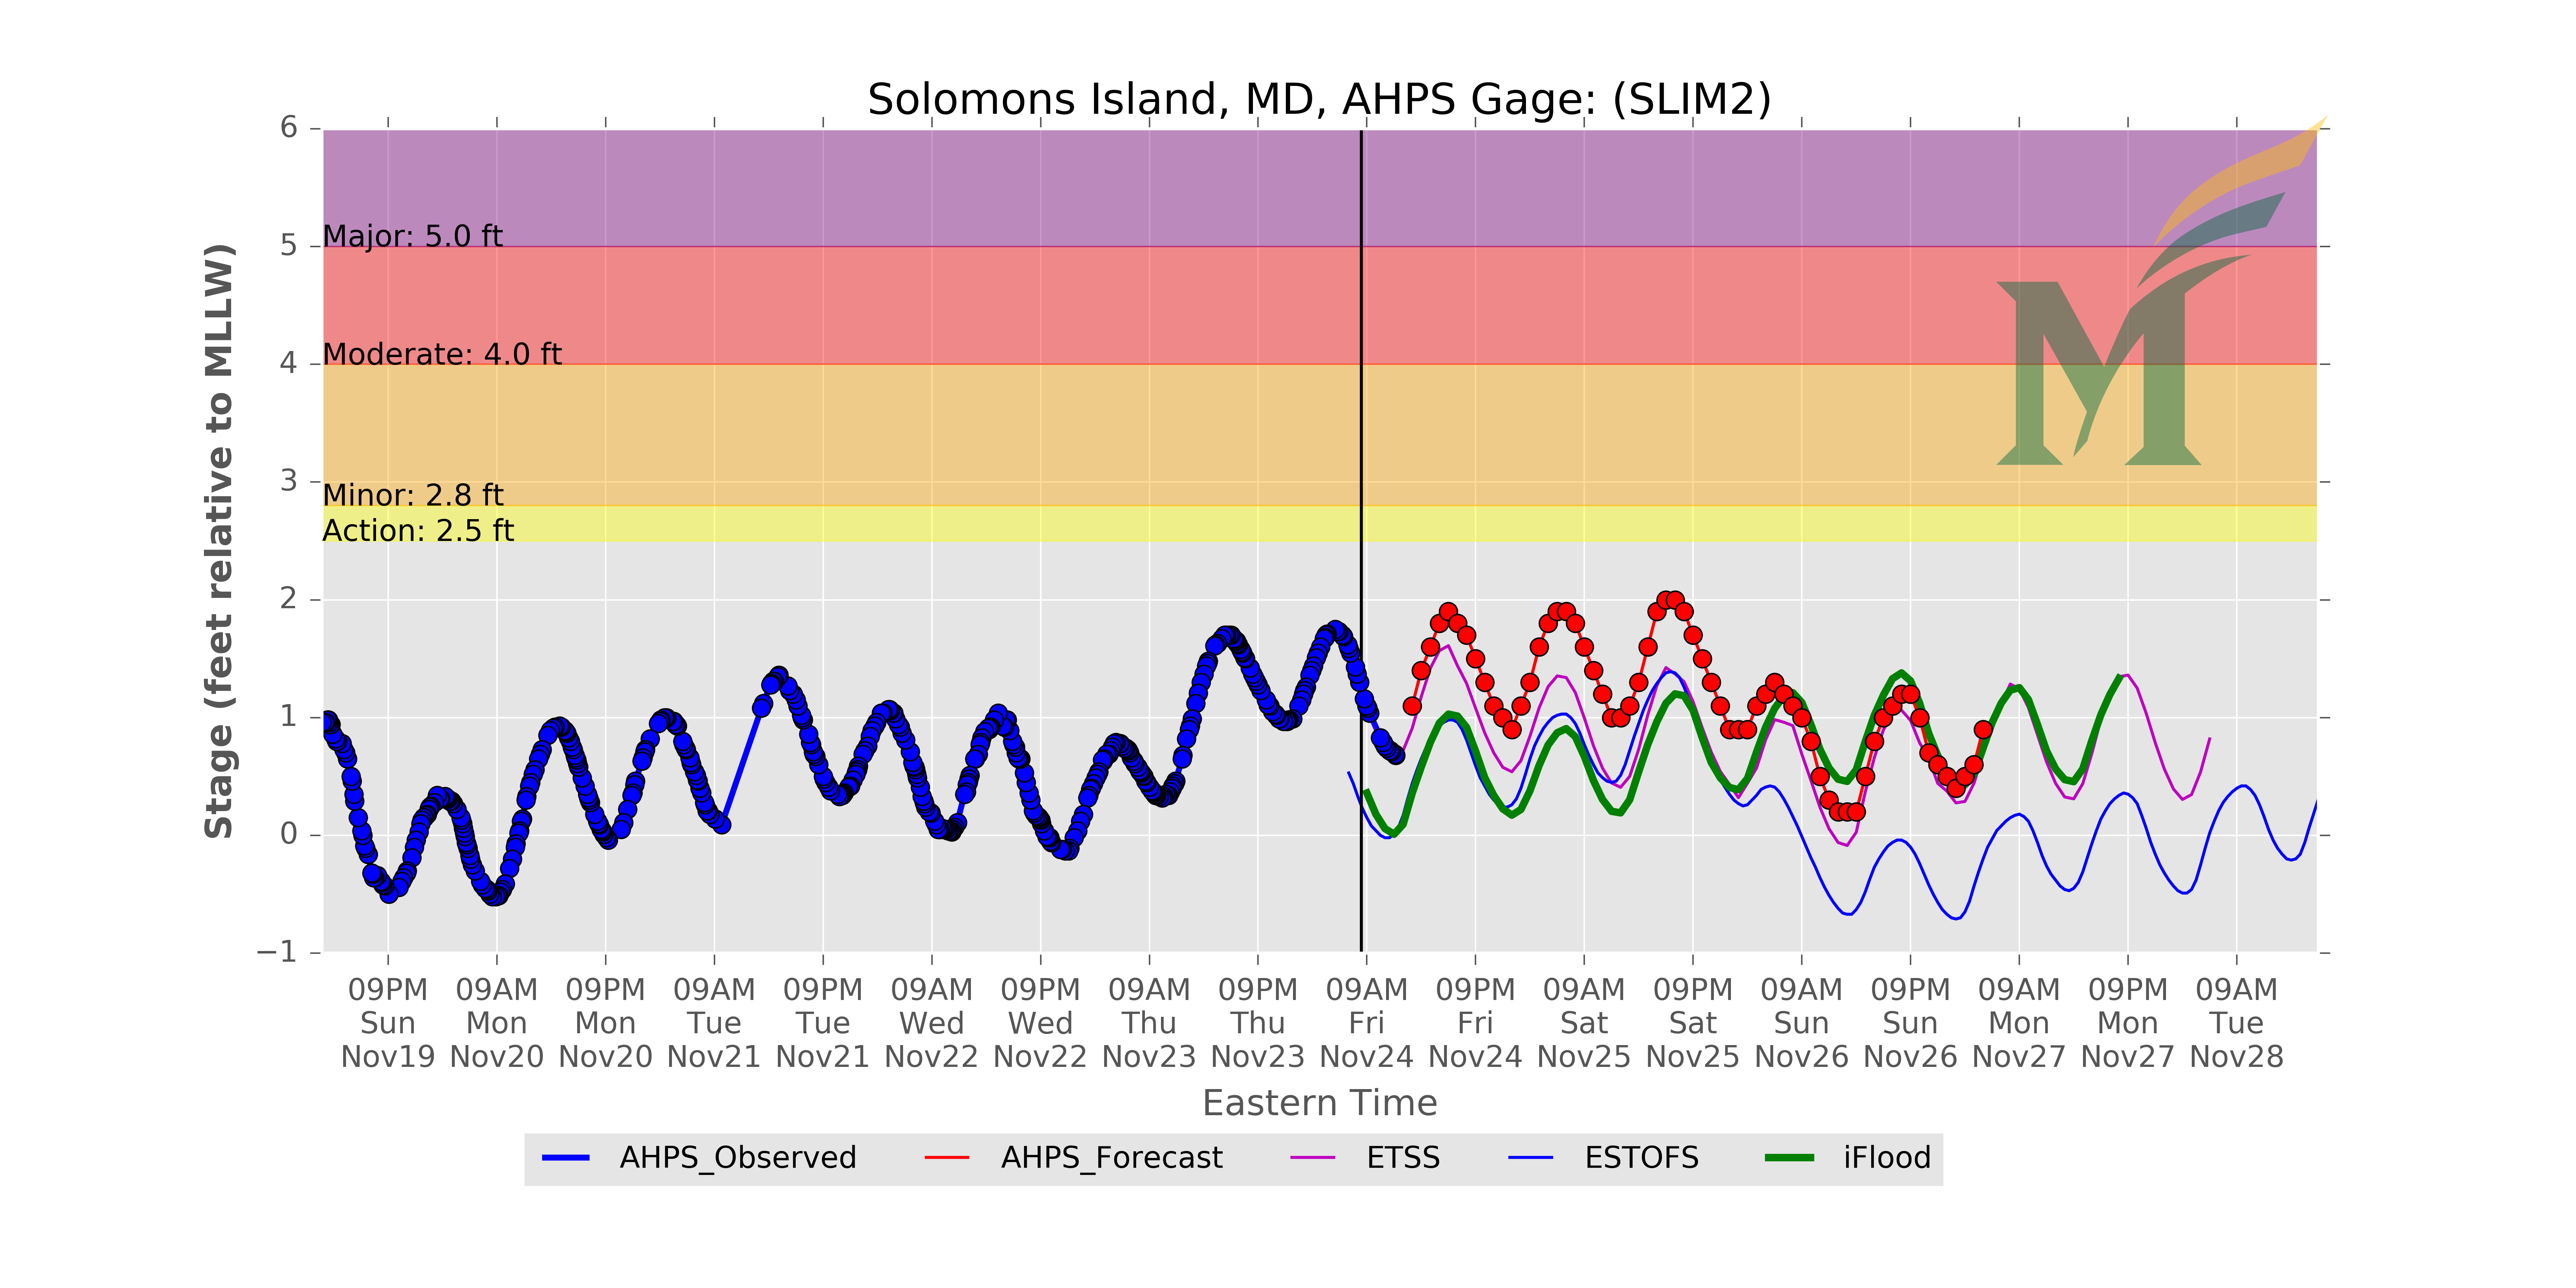 Solomons Island, MD, AHPS Gage: (SLIM2)
6
5
4
3
2
1
0
−1
Stage (feet relative to MLLW)
Major: 5.0 ft
Moderate: 4.0 ft
Minor: 2.8 ft
Action: 2.5 ft
M
09PM 09AM 09PM 09AM 09PM 09AM 09PM 09AM 09PM 09AM 09PM 09AM 09PM 09AM 09PM 09AM 09PM 09AM
Sun Mon Mon Tue Tue Wed Wed Thu Thu Fri Fri Sat Sat Sun Sun Mon Mon Tue
Nov19 Nov20 Nov20 Nov21 Nov21 Nov22 Nov22 Nov23 Nov23 Nov24 Nov24 Nov25 Nov25 Nov26 Nov26 Nov27 Nov27 Nov28
Eastern Time
AHPS_Observed AHPS_Forecast ETSS ESTOFS iFlood